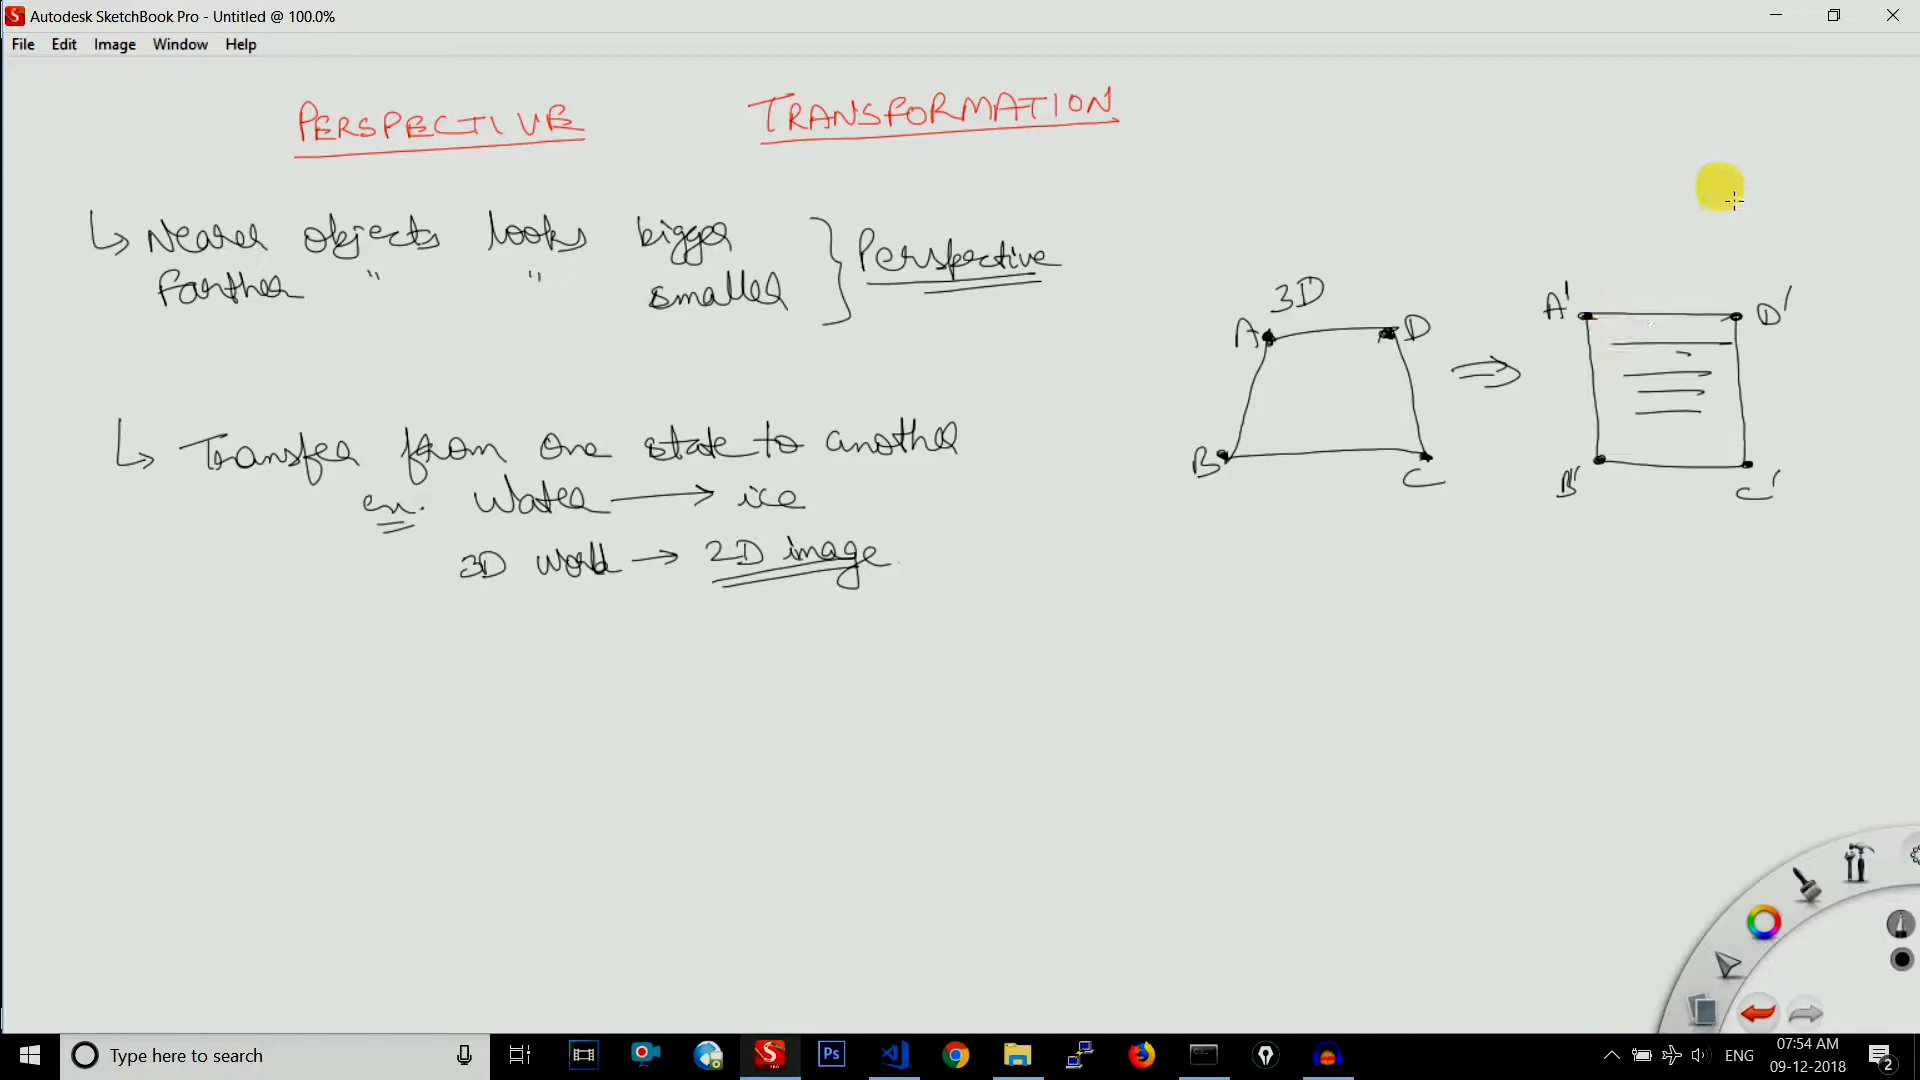 Autodesk SketchBook Pro - Untitled @ 100.0%
File Edit Image Window Help
PERSPECTIVE TRANSFORMATION
↳ Nearer objects looks bigger
farther " " smaller
} Perspective
3D
A D
B C
⇒
A' D'
B' C'
↳ Transfer from one state to another
ex. Water → ice
3D world → 2D image
Type here to search
Ps
ENG
07:54 AM
09-12-2018
2